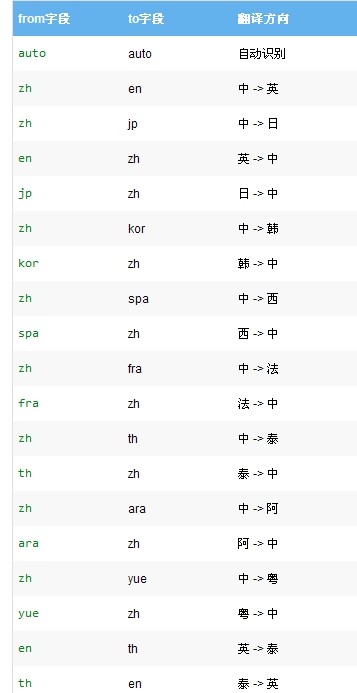 from字段 to字段 翻译方向
auto auto 自动识别
zh en 中 -> 英
zh jp 中 -> 日
en zh 英 -> 中
jp zh 日 -> 中
zh kor 中 -> 韩
kor zh 韩 -> 中
zh spa 中 -> 西
spa zh 西 -> 中
zh fra 中 -> 法
fra zh 法 -> 中
zh th 中 -> 泰
th zh 泰 -> 中
zh ara 中 -> 阿
ara zh 阿 -> 中
zh yue 中 -> 粤
yue zh 粤 -> 中
en th 英 -> 泰
th en 泰 -> 英